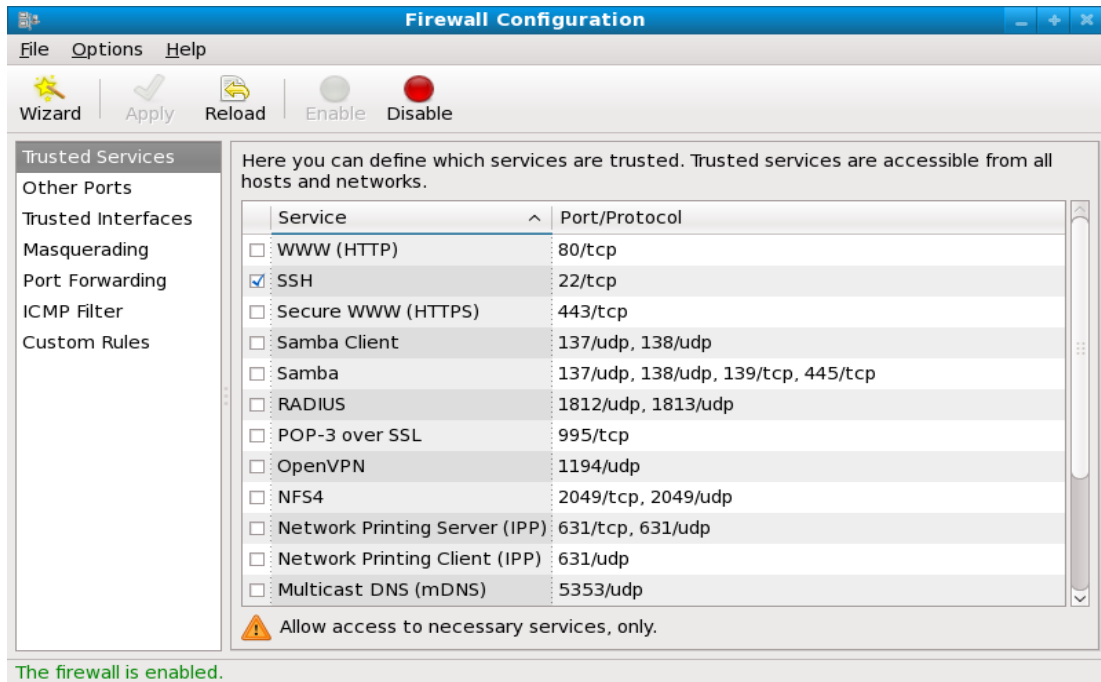 Firewall Configuration
File Options Help
Wizard Apply Reload Enable Disable
Trusted Services
Other Ports
Trusted Interfaces
Masquerading
Port Forwarding
ICMP Filter
Custom Rules
Here you can define which services are trusted. Trusted services are accessible from all
hosts and networks.
Service Port/Protocol
WWW (HTTP) 80/tcp
SSH 22/tcp
Secure WWW (HTTPS) 443/tcp
Samba Client 137/udp, 138/udp
Samba 137/udp, 138/udp, 139/tcp, 445/tcp
RADIUS 1812/udp, 1813/udp
POP-3 over SSL 995/tcp
OpenVPN 1194/udp
NFS4 2049/tcp, 2049/udp
Network Printing Server (IPP) 631/tcp, 631/udp
Network Printing Client (IPP) 631/udp
Multicast DNS (mDNS) 5353/udp
Allow access to necessary services, only.
The firewall is enabled.